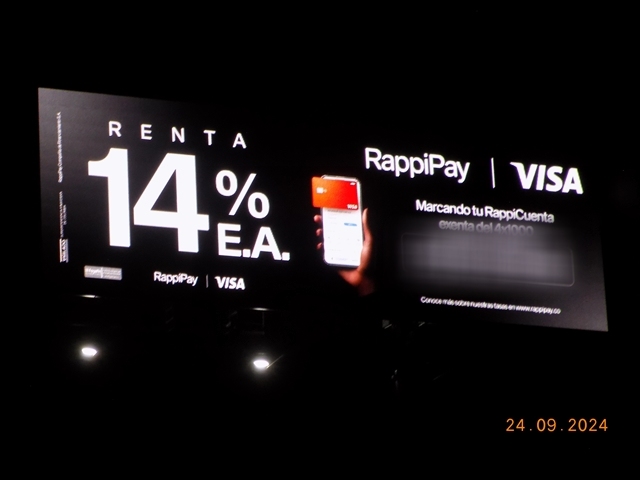 RENTA
14%
E.A.
RappiPay | VISA
RappiPay | VISA
Marcando tu RappiCuenta
exenta del 4x1000
Conoce más sobre nuestras tasas en www.rappipay.co
24.09.2024